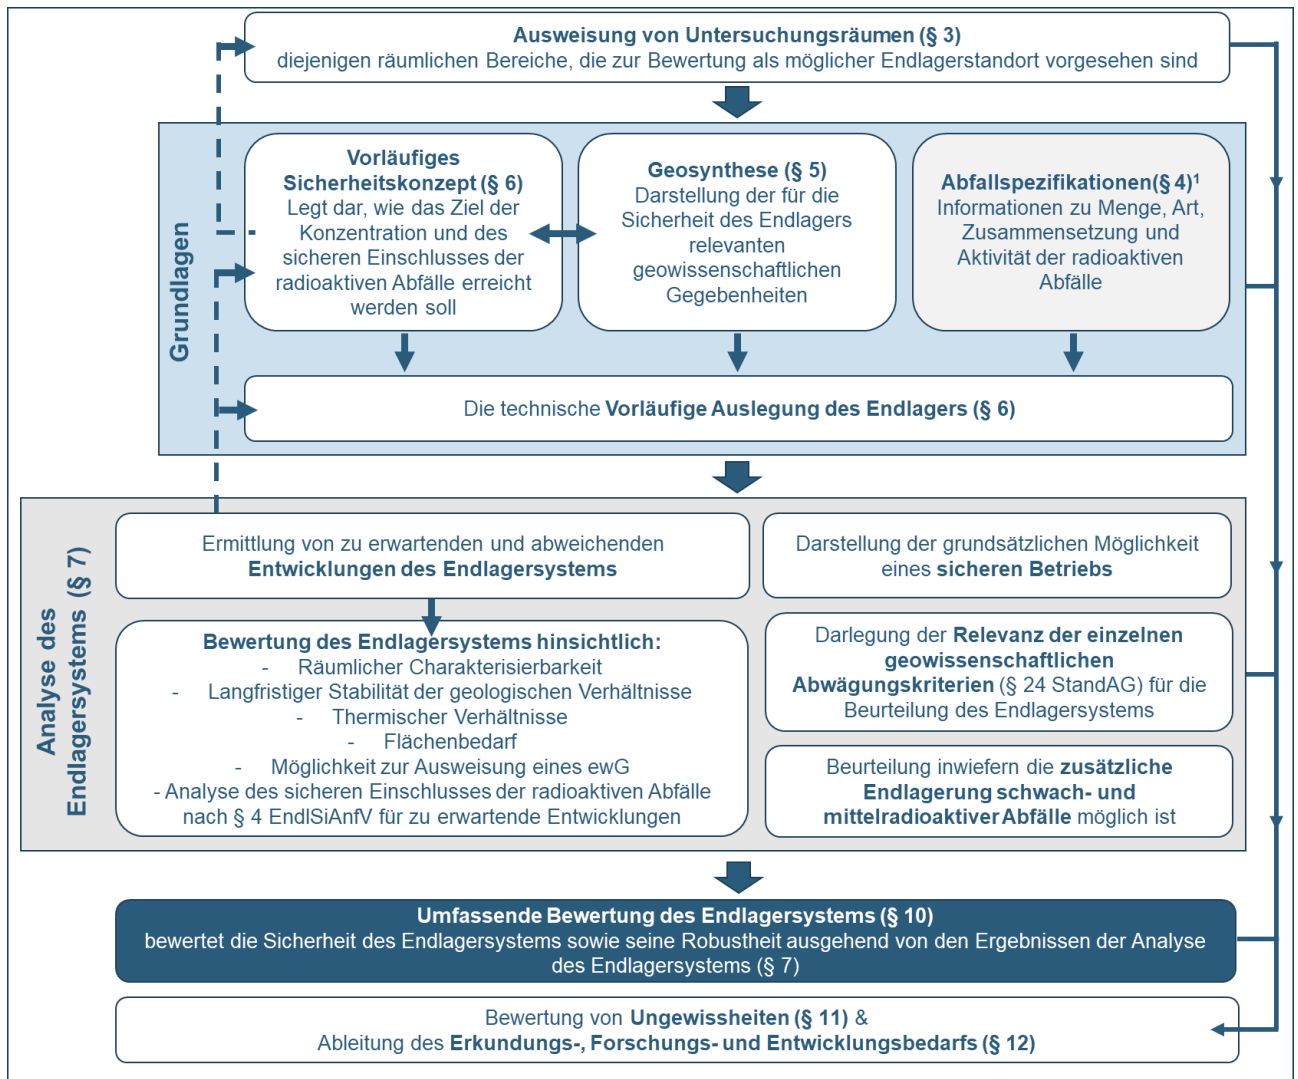 Ausweisung von Untersuchungsräumen (§ 3)
diejenigen räumlichen Bereiche, die zur Bewertung als möglicher Endlagerstandort vorgesehen sind
Grundlagen
Vorläufiges
Sicherheitskonzept (§ 6)
Legt dar, wie das Ziel der
Konzentration und des
sicheren Einschlusses der
radioaktiven Abfälle erreicht
werden soll
Geosynthese (§ 5)
Darstellung der für die
Sicherheit des Endlagers
relevanten
geowissenschaftlichen
Gegebenheiten
Abfallspezifikationen(§ 4)¹
Informationen zu Menge, Art,
Zusammensetzung und
Aktivität der radioaktiven
Abfälle
Die technische Vorläufige Auslegung des Endlagers (§ 6)
Analyse des
Endlagersystems (§ 7)
Ermittlung von zu erwartenden und abweichenden
Entwicklungen des Endlagersystems
Bewertung des Endlagersystems hinsichtlich:
- Räumlicher Charakterisierbarkeit
- Langfristiger Stabilität der geologischen Verhältnisse
- Thermischer Verhältnisse
- Flächenbedarf
- Möglichkeit zur Ausweisung eines ewG
- Analyse des sicheren Einschlusses der radioaktiven Abfälle
nach § 4 EndlSiAnfV für zu erwartende Entwicklungen
Darstellung der grundsätzlichen Möglichkeit
eines sicheren Betriebs
Darlegung der Relevanz der einzelnen
geowissenschaftlichen
Abwägungskriterien (§ 24 StandAG) für die
Beurteilung des Endlagersystems
Beurteilung inwiefern die zusätzliche
Endlagerung schwach- und
mittelradioaktiver Abfälle möglich ist
Umfassende Bewertung des Endlagersystems (§ 10)
bewertet die Sicherheit des Endlagersystems sowie seine Robustheit ausgehend von den Ergebnissen der Analyse
des Endlagersystems (§ 7)
Bewertung von Ungewissheiten (§ 11) &
Ableitung des Erkundungs-, Forschungs- und Entwicklungsbedarfs (§ 12)